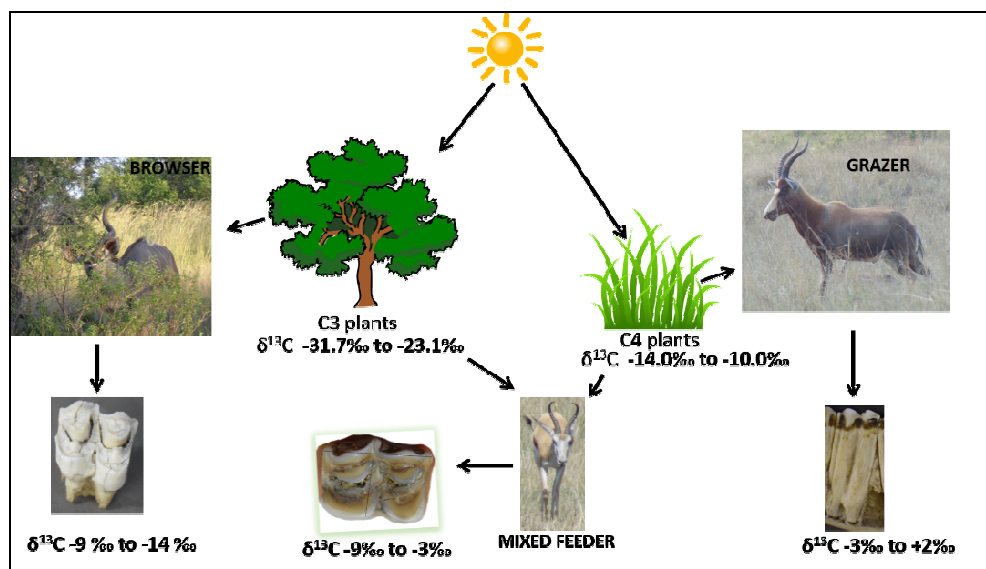 BROWSER
GRAZER
C3 plants
δ¹³C -31.7‰ to -23.1‰
C4 plants
δ¹³C -14.0‰ to -10.0‰
δ¹³C -9 ‰ to -14 ‰
δ¹³C -9‰ to -3‰
MIXED FEEDER
δ¹³C -3‰ to +2‰